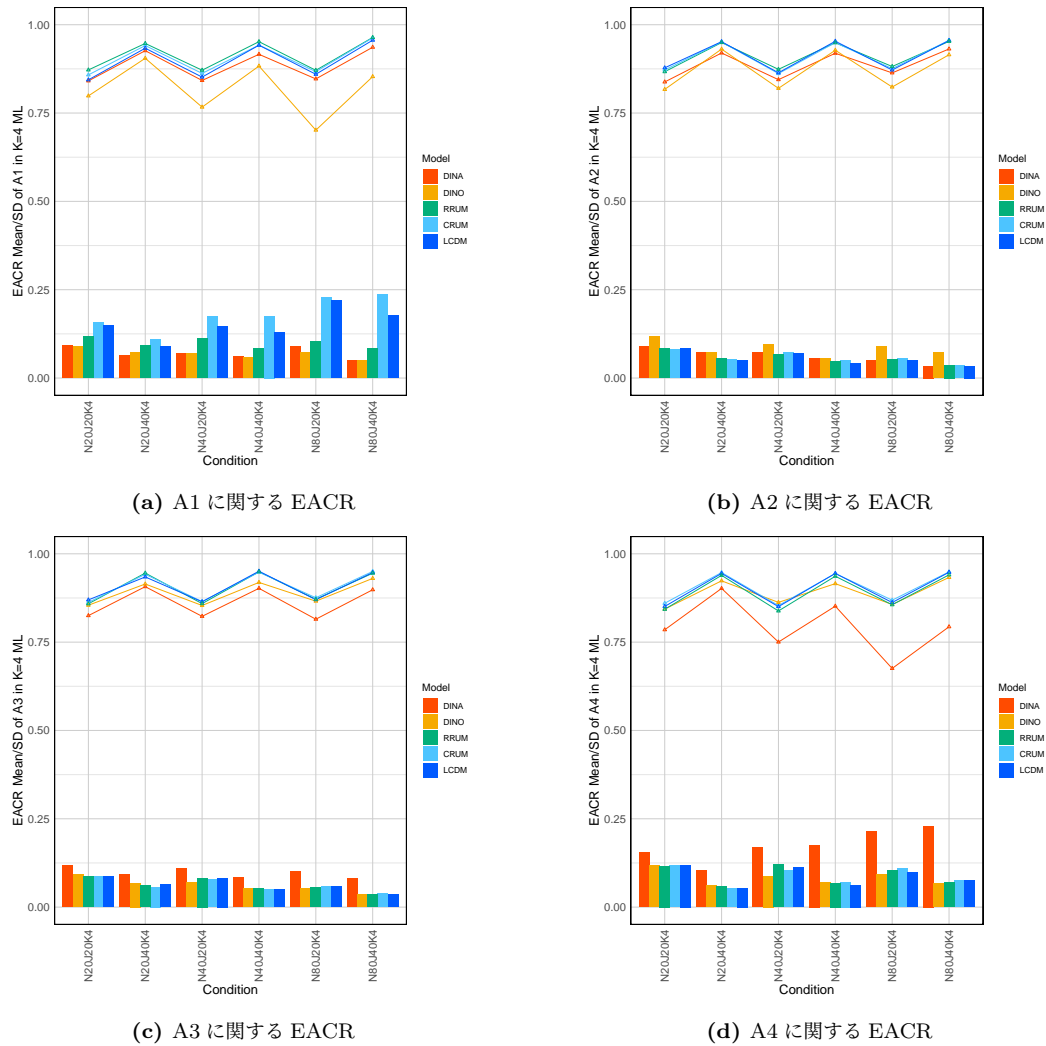 EACR Mean/SD of A1 in K=4 ML
1.00
0.75
0.50
0.25
0.00
N20J20K4
N20J40K4
N40J20K4
N40J40K4
N80J20K4
N80J40K4
Condition
Model
DINA
DINO
RRUM
CRUM
LCDM
(a) A1 に関する EACR
EACR Mean/SD of A2 in K=4 ML
1.00
0.75
0.50
0.25
0.00
N20J20K4
N20J40K4
N40J20K4
N40J40K4
N80J20K4
N80J40K4
Condition
Model
DINA
DINO
RRUM
CRUM
LCDM
(b) A2 に関する EACR
EACR Mean/SD of A3 in K=4 ML
1.00
0.75
0.50
0.25
0.00
N20J20K4
N20J40K4
N40J20K4
N40J40K4
N80J20K4
N80J40K4
Condition
Model
DINA
DINO
RRUM
CRUM
LCDM
(c) A3 に関する EACR
EACR Mean/SD of A4 in K=4 ML
1.00
0.75
0.50
0.25
0.00
N20J20K4
N20J40K4
N40J20K4
N40J40K4
N80J20K4
N80J40K4
Condition
Model
DINA
DINO
RRUM
CRUM
LCDM
(d) A4 に関する EACR